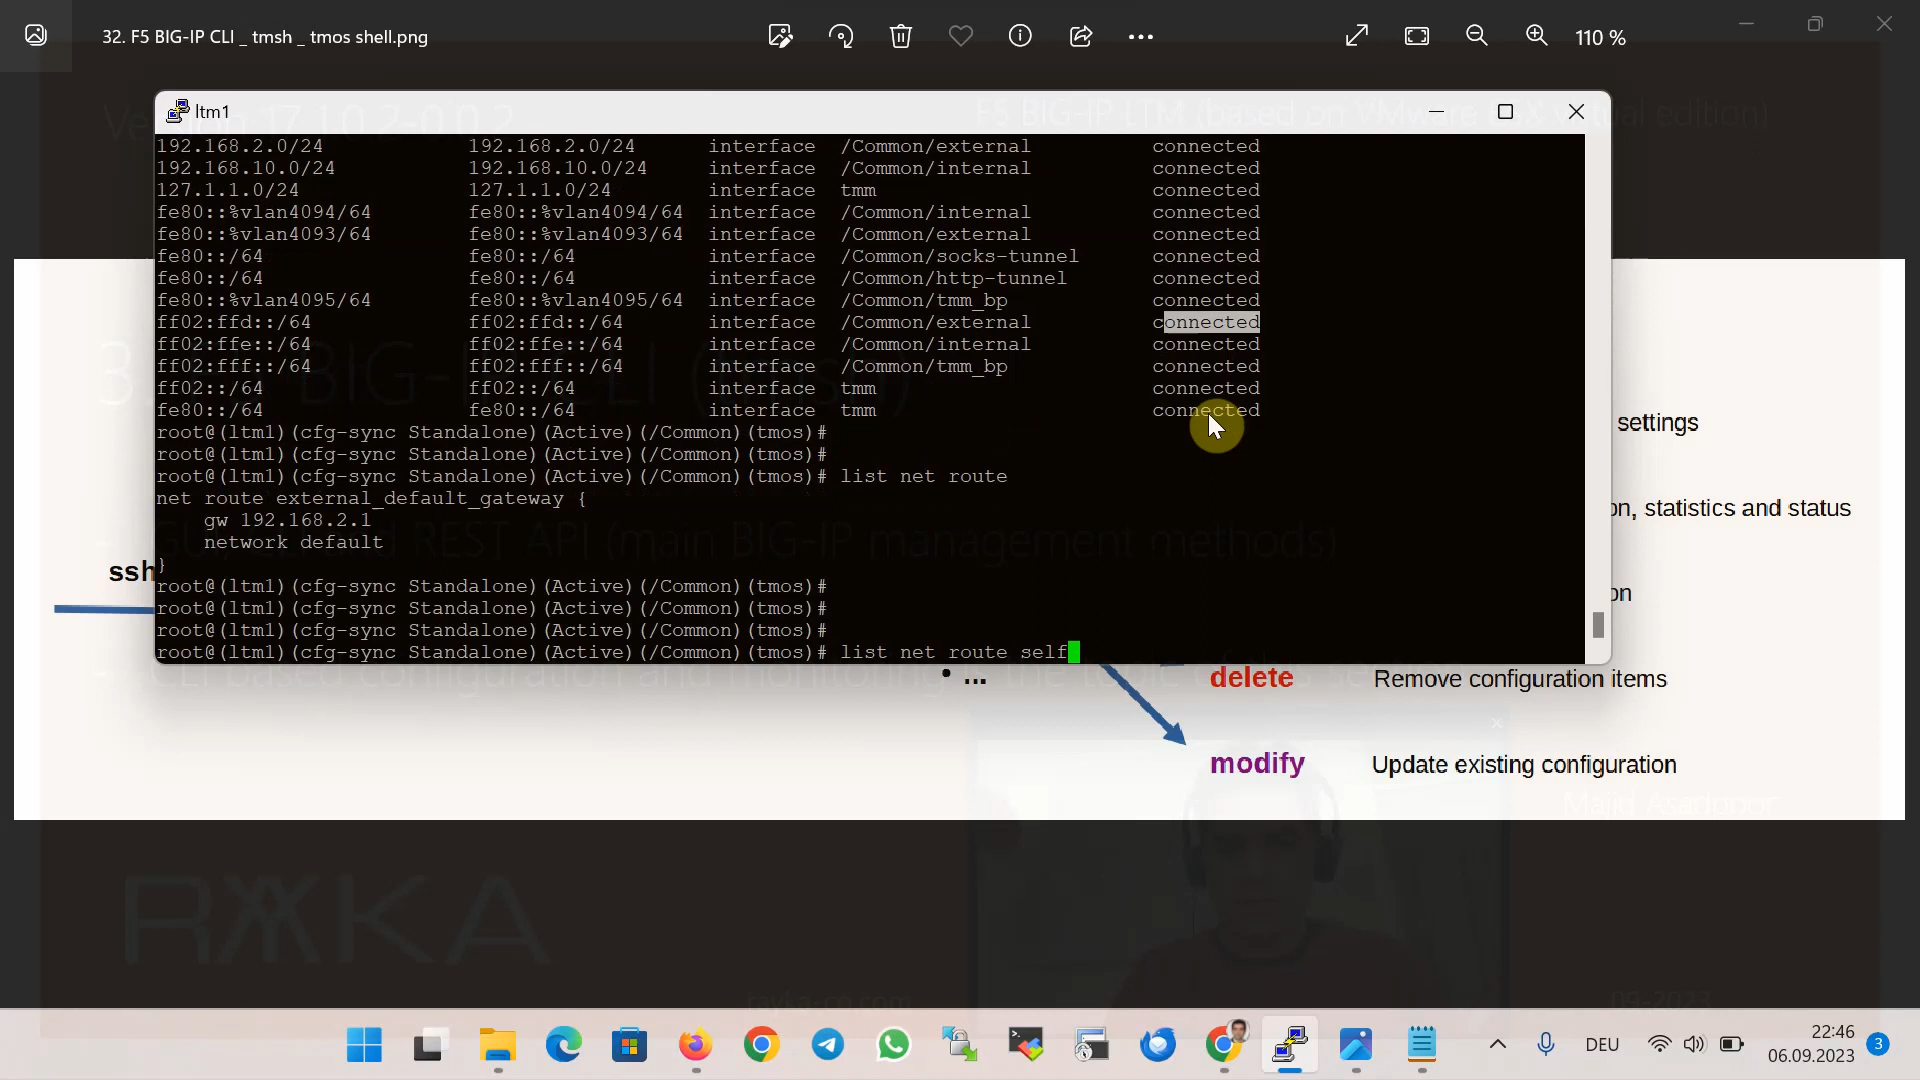 32. F5 BIG-IP CLI _ tmsh _ tmos shell.png
110 %
ltm1
192.168.2.0/24 192.168.2.0/24 interface /Common/external connected
192.168.10.0/24 192.168.10.0/24 interface /Common/internal connected
127.1.1.0/24 127.1.1.0/24 interface tmm connected
fe80::%vlan4094/64 fe80::%vlan4094/64 interface /Common/internal connected
fe80::%vlan4093/64 fe80::%vlan4093/64 interface /Common/external connected
fe80::/64 fe80::/64 interface /Common/socks-tunnel connected
fe80::/64 fe80::/64 interface /Common/http-tunnel connected
fe80::%vlan4095/64 fe80::%vlan4095/64 interface /Common/tmm_bp connected
ff02:ffd::/64 ff02:ffd::/64 interface /Common/external connected
ff02:ffe::/64 ff02:ffe::/64 interface /Common/internal connected
ff02:fff::/64 ff02:fff::/64 interface /Common/tmm_bp connected
ff02::/64 ff02::/64 interface tmm connected
fe80::/64 fe80::/64 interface tmm connected
root@(ltm1)(cfg-sync Standalone)(Active)(/Common)(tmos)#
root@(ltm1)(cfg-sync Standalone)(Active)(/Common)(tmos)#
root@(ltm1)(cfg-sync Standalone)(Active)(/Common)(tmos)# list net route
net route external_default_gateway {
gw 192.168.2.1
network default
}
root@(ltm1)(cfg-sync Standalone)(Active)(/Common)(tmos)#
root@(ltm1)(cfg-sync Standalone)(Active)(/Common)(tmos)#
root@(ltm1)(cfg-sync Standalone)(Active)(/Common)(tmos)#
root@(ltm1)(cfg-sync Standalone)(Active)(/Common)(tmos)# list net route self
settings
on, statistics and status
ssh
on
• ...
delete Remove configuration items
modify Update existing configuration
Majid Asadpoor
RAYKA
rayka-co.com
09-2023
DEU
22:46
06.09.2023
3